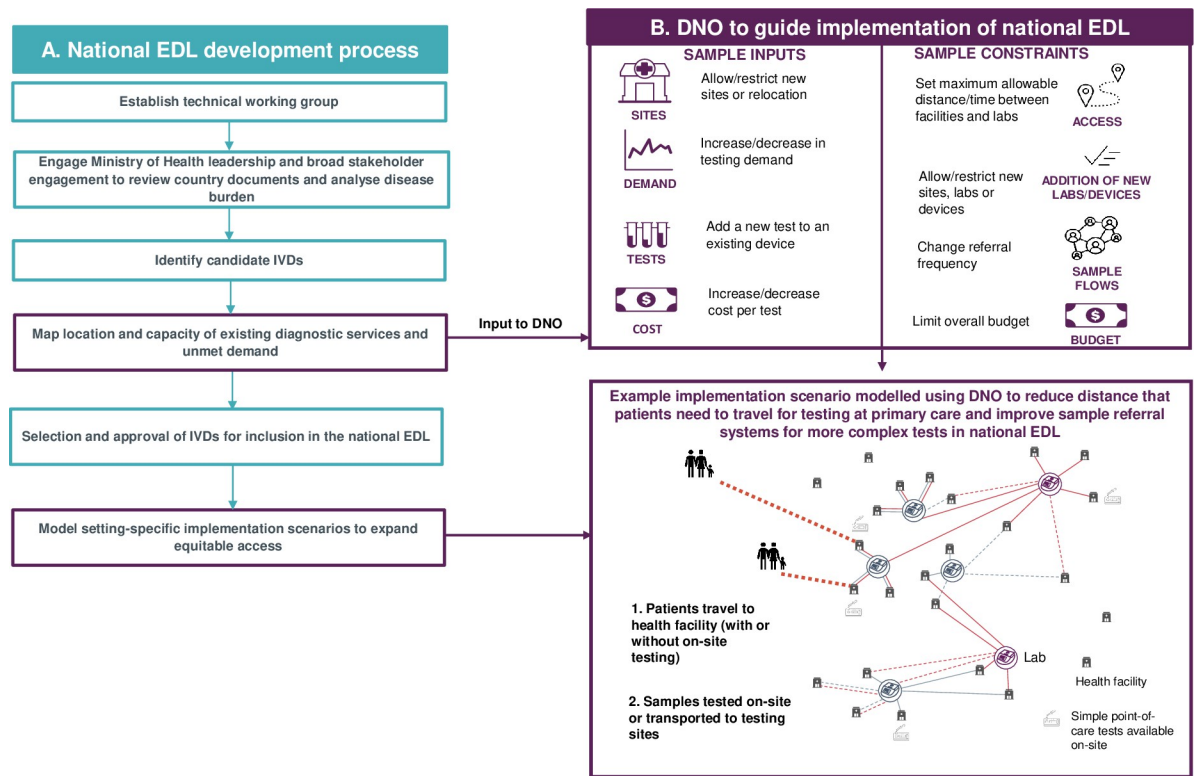 A. National EDL development process
Establish technical working group
Engage Ministry of Health leadership and broad stakeholder
engagement to review country documents and analyse disease
burden
Identify candidate IVDs
Map location and capacity of existing diagnostic services and
unmet demand
Selection and approval of IVDs for inclusion in the national EDL
Model setting-specific implementation scenarios to expand
equitable access
Input to DNO
B. DNO to guide implementation of national EDL
SAMPLE INPUTS
SITES
Allow/restrict new
sites or relocation
DEMAND
Increase/decrease in
testing demand
TESTS
Add a new test to an
existing device
COST
Increase/decrease
cost per test
SAMPLE CONSTRAINTS
Set maximum allowable
distance/time between
facilities and labs
ACCESS
Allow/restrict new
sites, labs or
devices
ADDITION OF NEW
LABS/DEVICES
Change referral
frequency
SAMPLE
FLOWS
Limit overall budget
BUDGET
Example implementation scenario modelled using DNO to reduce distance that
patients need to travel for testing at primary care and improve sample referral
systems for more complex tests in national EDL
1. Patients travel to
health facility (with or
without on-site
testing)
2. Samples tested on-site
or transported to testing
sites
Lab
Health facility
Simple point-of-
care tests available
on-site